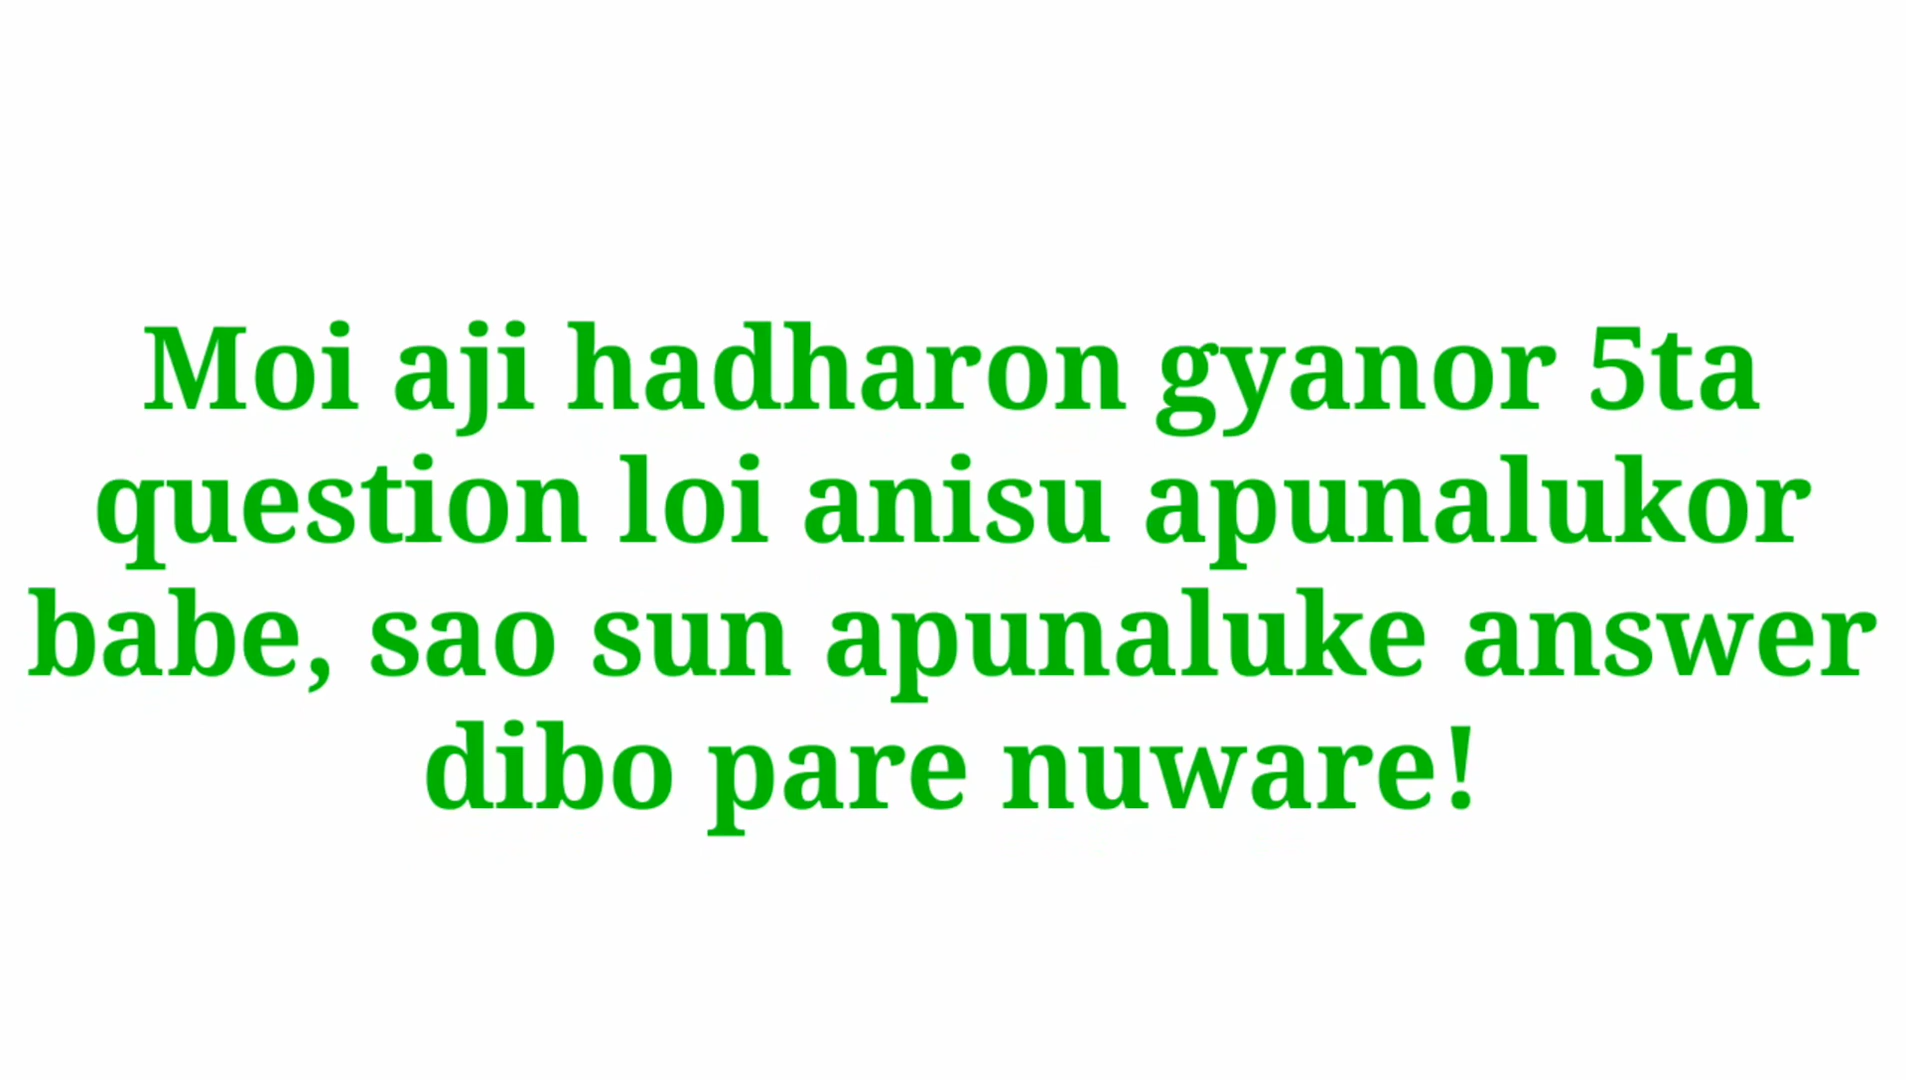 Moi aji hadharon gyanor 5ta
question loi anisu apunalukor
babe, sao sun apunaluke answer
dibo pare nuware!